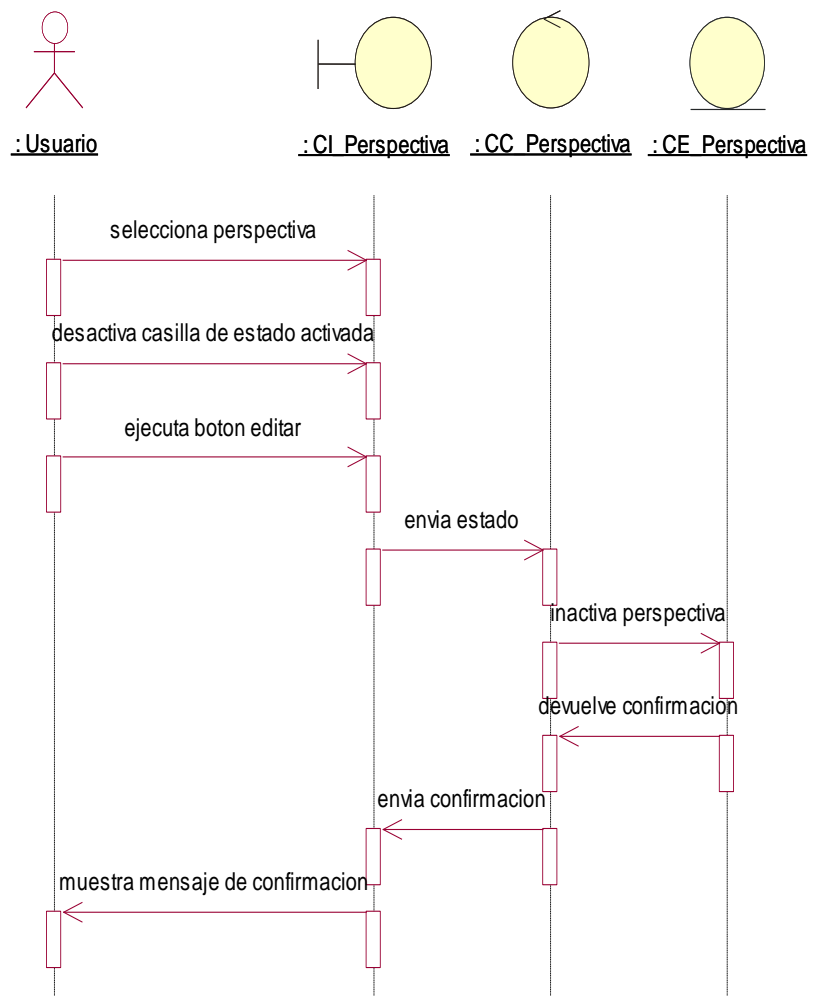 : Usuario
: CI_Perspectiva
: CC_Perspectiva
: CE_Perspectiva
selecciona perspectiva
desactiva casilla de estado activada
ejecuta boton editar
envia estado
inactiva perspectiva
devuelve confirmacion
envia confirmacion
muestra mensaje de confirmacion